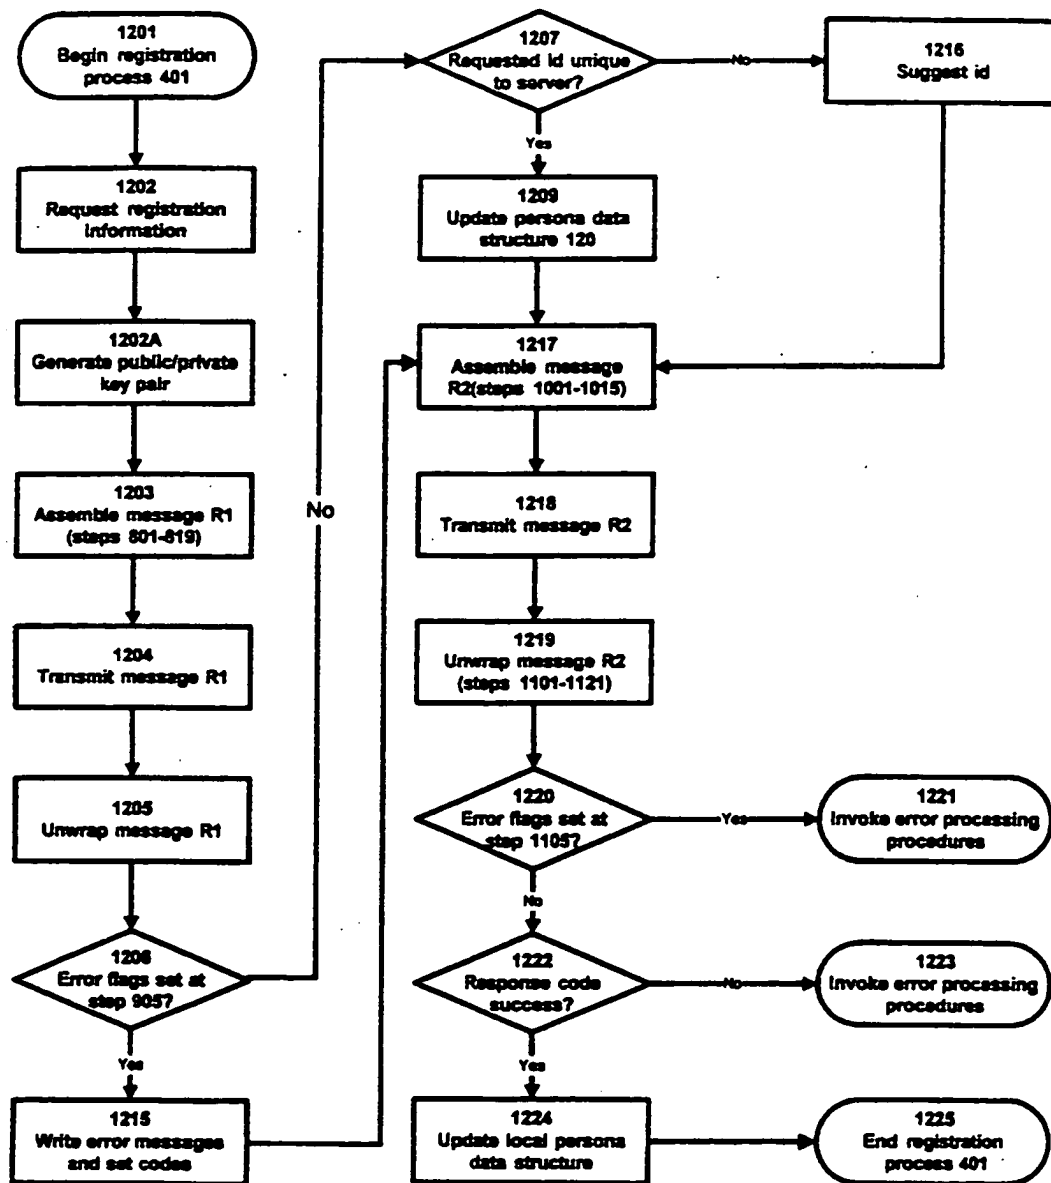 1201
Begin registration
process 401
1202
Request registration
information
1202A
Generate public/private
key pair
1203
Assemble message R1
(steps 801-819)
1204
Transmit message R1
1205
Unwrap message R1
1206
Error flags set at
step 905?
Yes
1215
Write error messages
and set codes
No
1207
Requested id unique
to server?
No
1216
Suggest id
Yes
1209
Update persona data
structure 120
1217
Assemble message
R2(steps 1001-1015)
1218
Transmit message R2
1219
Unwrap message R2
(steps 1101-1121)
1220
Error flags set at
step 1105?
Yes
1221
Invoke error processing
procedures
No
1222
Response code
success?
No
1223
Invoke error processing
procedures
Yes
1224
Update local persona
data structure
1225
End registration
process 401